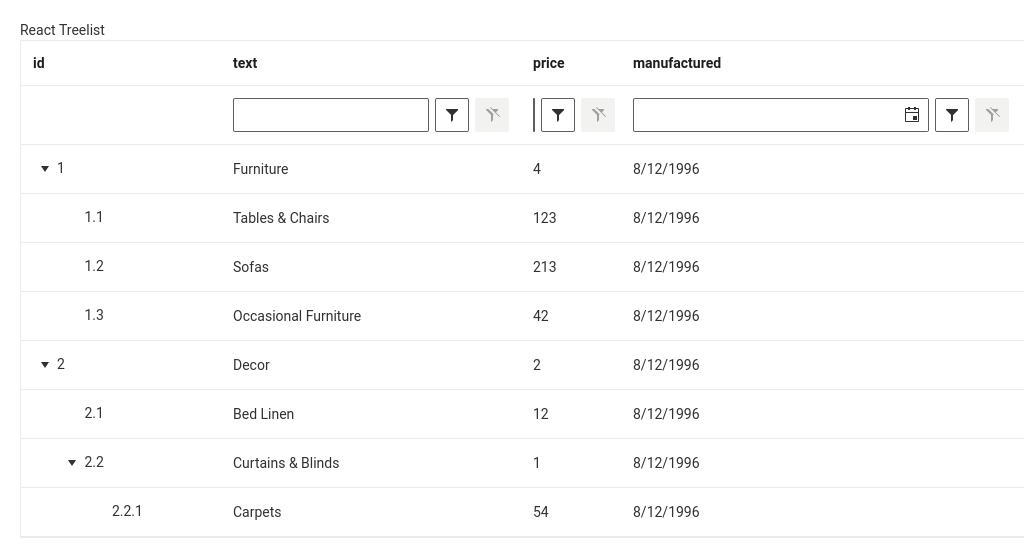 React Treelist
id text price manufactured
1 Furniture 4 8/12/1996
1.1 Tables & Chairs 123 8/12/1996
1.2 Sofas 213 8/12/1996
1.3 Occasional Furniture 42 8/12/1996
2 Decor 2 8/12/1996
2.1 Bed Linen 12 8/12/1996
2.2 Curtains & Blinds 1 8/12/1996
2.2.1 Carpets 54 8/12/1996